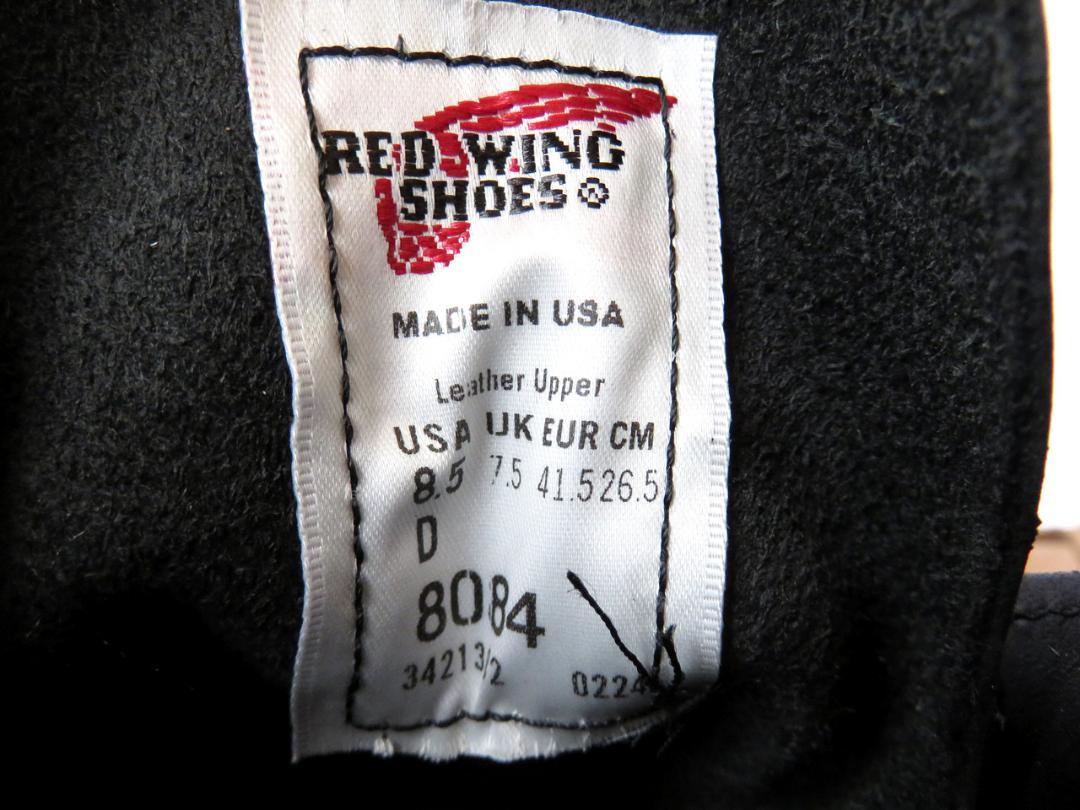 RED WING
SHOES®
MADE IN USA
Leather Upper
USA UK EUR CM
8.5 7.5 41.5 26.5
D
8084
34213/2